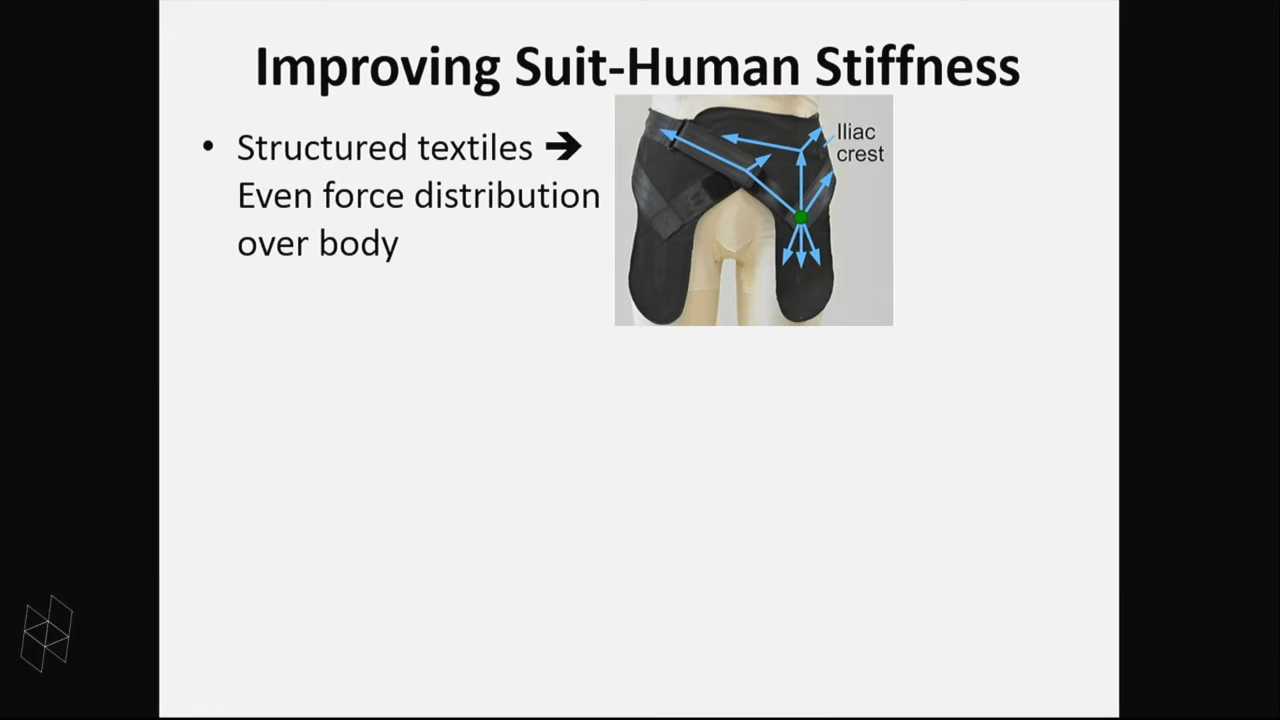 Improving Suit-Human Stiffness
• Structured textiles ➔
Even force distribution
over body
Iliac
crest